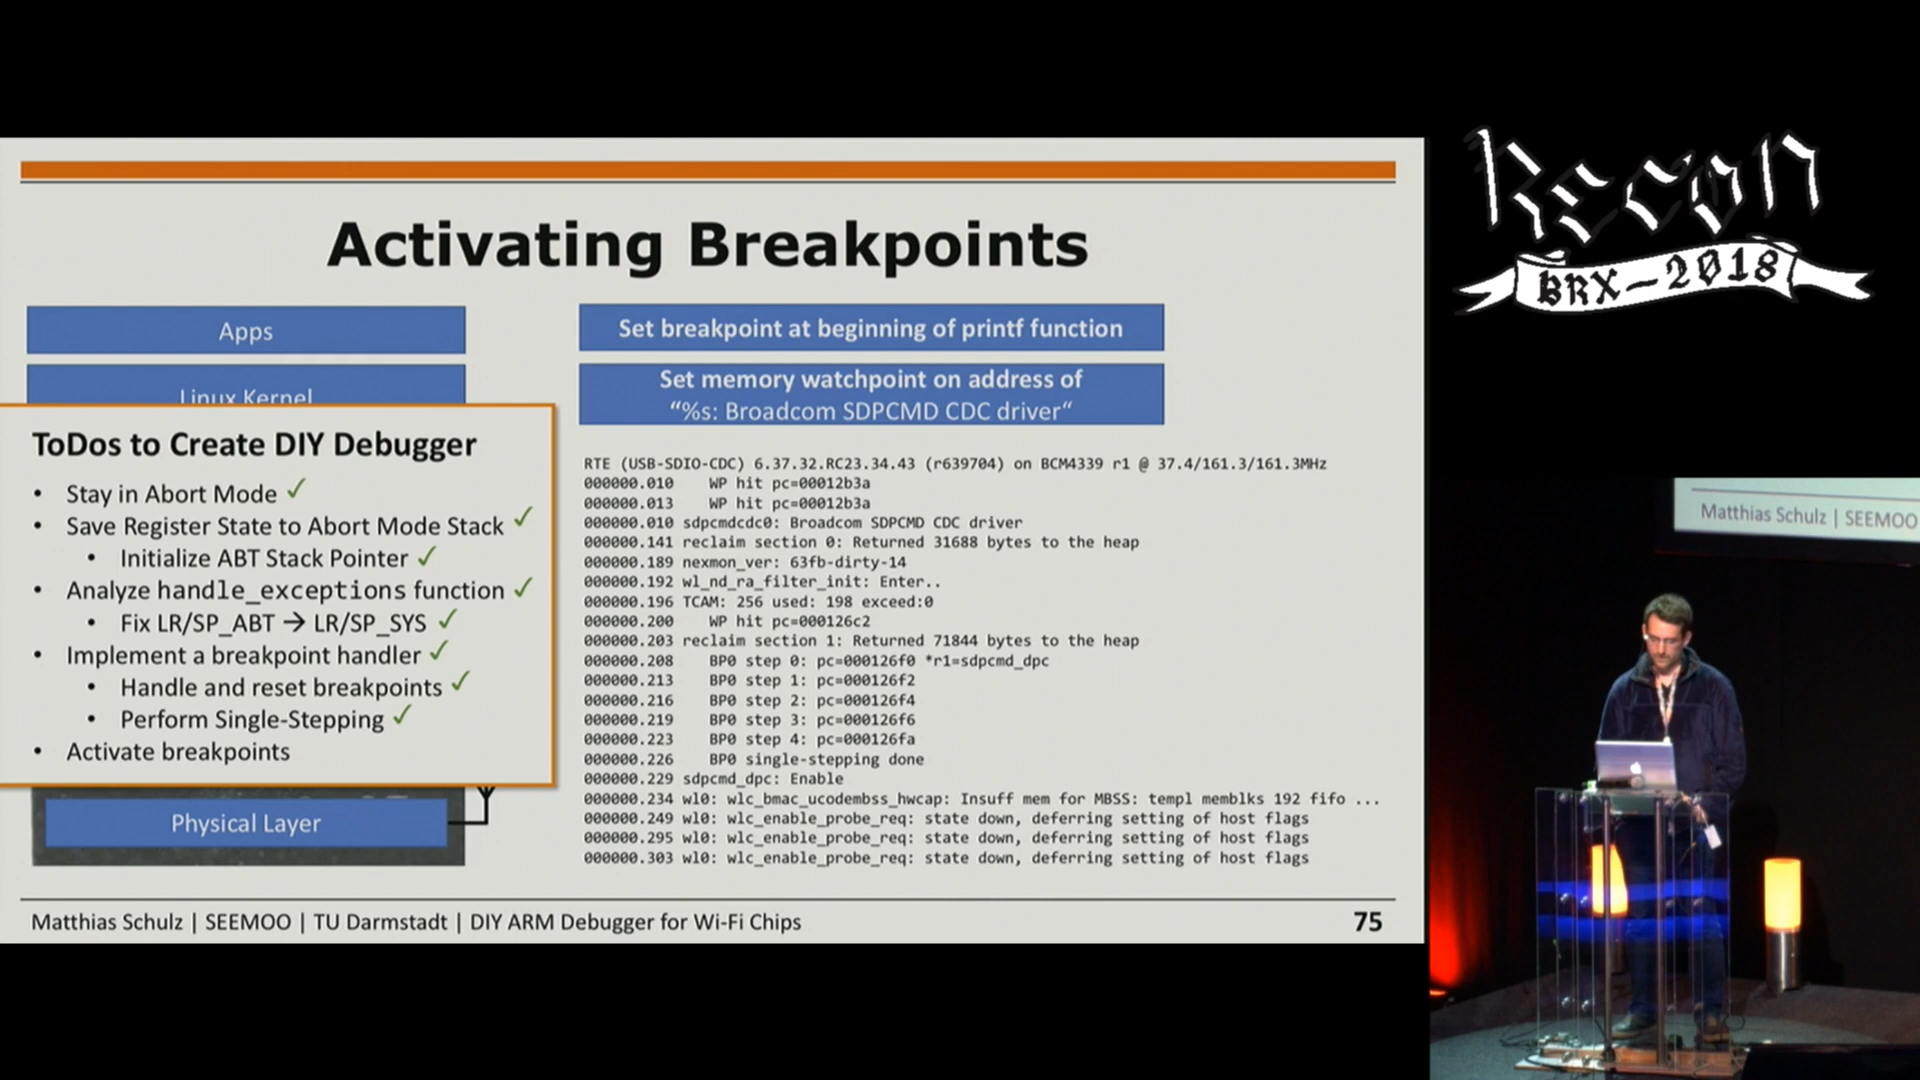 Activating Breakpoints
Apps
Linux Kernel
ToDos to Create DIY Debugger
• Stay in Abort Mode ✓
• Save Register State to Abort Mode Stack ✓
• Initialize ABT Stack Pointer ✓
• Analyze handle_exceptions function ✓
• Fix LR/SP_ABT → LR/SP_SYS ✓
• Implement a breakpoint handler ✓
• Handle and reset breakpoints ✓
• Perform Single-Stepping ✓
• Activate breakpoints
Physical Layer
Set breakpoint at beginning of printf function
Set memory watchpoint on address of
“%s: Broadcom SDPCMD CDC driver“
RTE (USB-SDIO-CDC) 6.37.32.RC23.34.43 (r639704) on BCM4339 r1 @ 37.4/161.3/161.3MHz
000000.010 WP hit pc=00012b3a
000000.013 WP hit pc=00012b3a
000000.010 sdpcmdcdc0: Broadcom SDPCMD CDC driver
000000.141 reclaim section 0: Returned 31688 bytes to the heap
000000.189 nexmon_ver: 63fb-dirty-14
000000.192 wl_nd_ra_filter_init: Enter..
000000.196 TCAM: 256 used: 198 exceed:0
000000.200 WP hit pc=000126c2
000000.203 reclaim section 1: Returned 71844 bytes to the heap
000000.208 BP0 step 0: pc=000126f0 *r1=sdpcmd_dpc
000000.213 BP0 step 1: pc=000126f2
000000.216 BP0 step 2: pc=000126f4
000000.219 BP0 step 3: pc=000126f6
000000.223 BP0 step 4: pc=000126fa
000000.226 BP0 single-stepping done
000000.229 sdpcmd_dpc: Enable
000000.234 wl0: wlc_bmac_ucodembss_hwcap: Insuff mem for MBSS: templ memblks 192 fifo ...
000000.249 wl0: wlc_enable_probe_req: state down, deferring setting of host flags
000000.295 wl0: wlc_enable_probe_req: state down, deferring setting of host flags
000000.303 wl0: wlc_enable_probe_req: state down, deferring setting of host flags
Matthias Schulz | SEEMOO | TU Darmstadt | DIY ARM Debugger for Wi-Fi Chips
75
Recon
BRX-2018
Matthias Schulz | SEEMOO